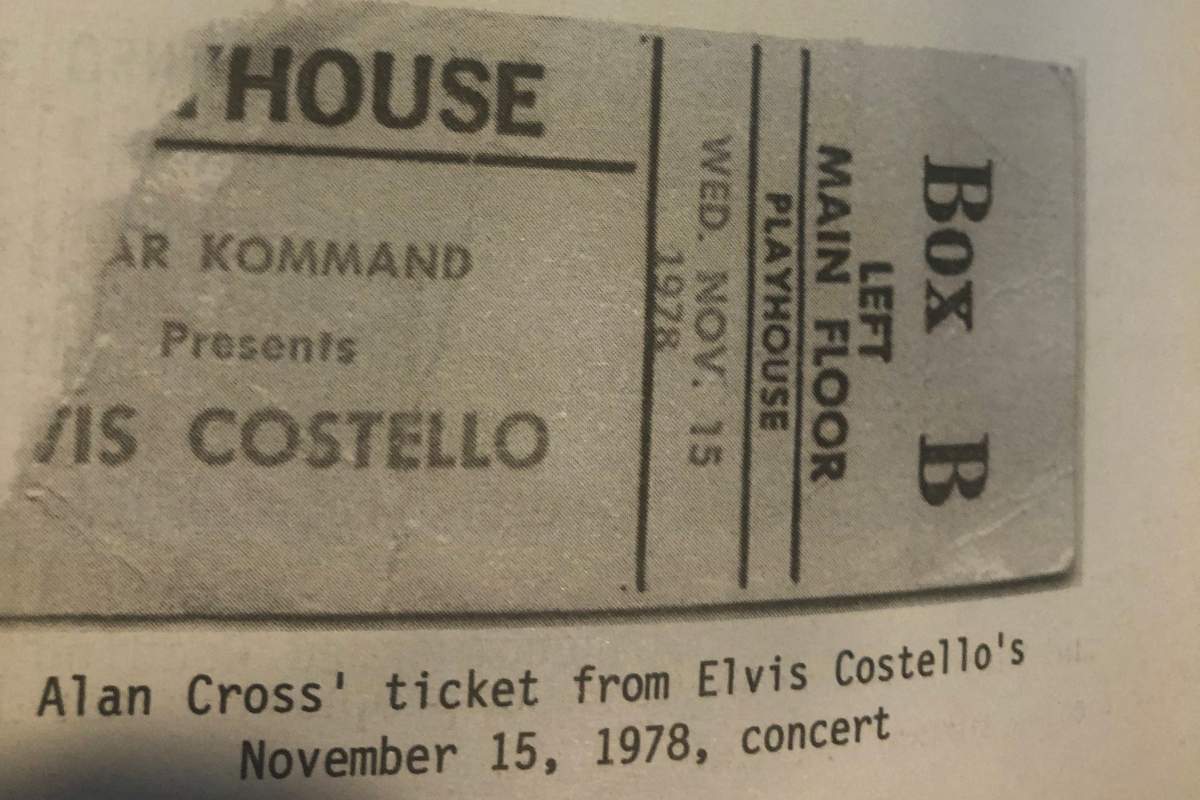 HOUSE
AR KOMMAND
Presents
VIS COSTELLO
WED. NOV. 15
1978
PLAYHOUSE
MAIN FLOOR
LEFT
Box B
Alan Cross' ticket from Elvis Costello's
November 15, 1978, concert